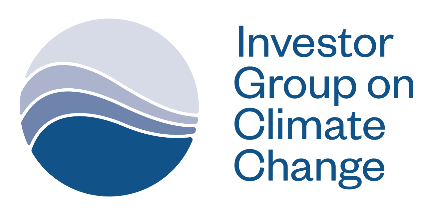 Investor
Group on
Climate
Change